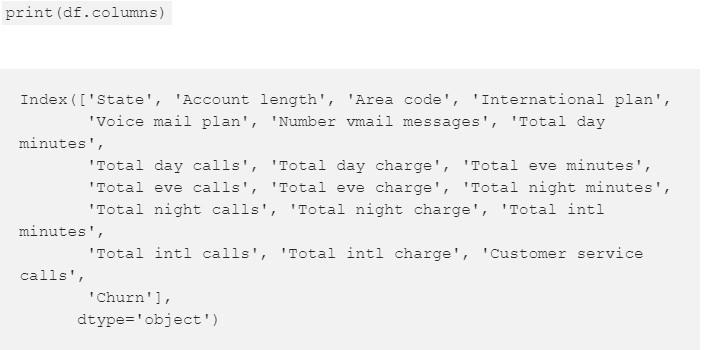 print(df.columns)
Index(['State', 'Account length', 'Area code', 'International plan',
'Voice mail plan', 'Number vmail messages', 'Total day
minutes',
'Total day calls', 'Total day charge', 'Total eve minutes',
'Total eve calls', 'Total eve charge', 'Total night minutes',
'Total night calls', 'Total night charge', 'Total intl
minutes',
'Total intl calls', 'Total intl charge', 'Customer service
calls',
'Churn'],
dtype='object')